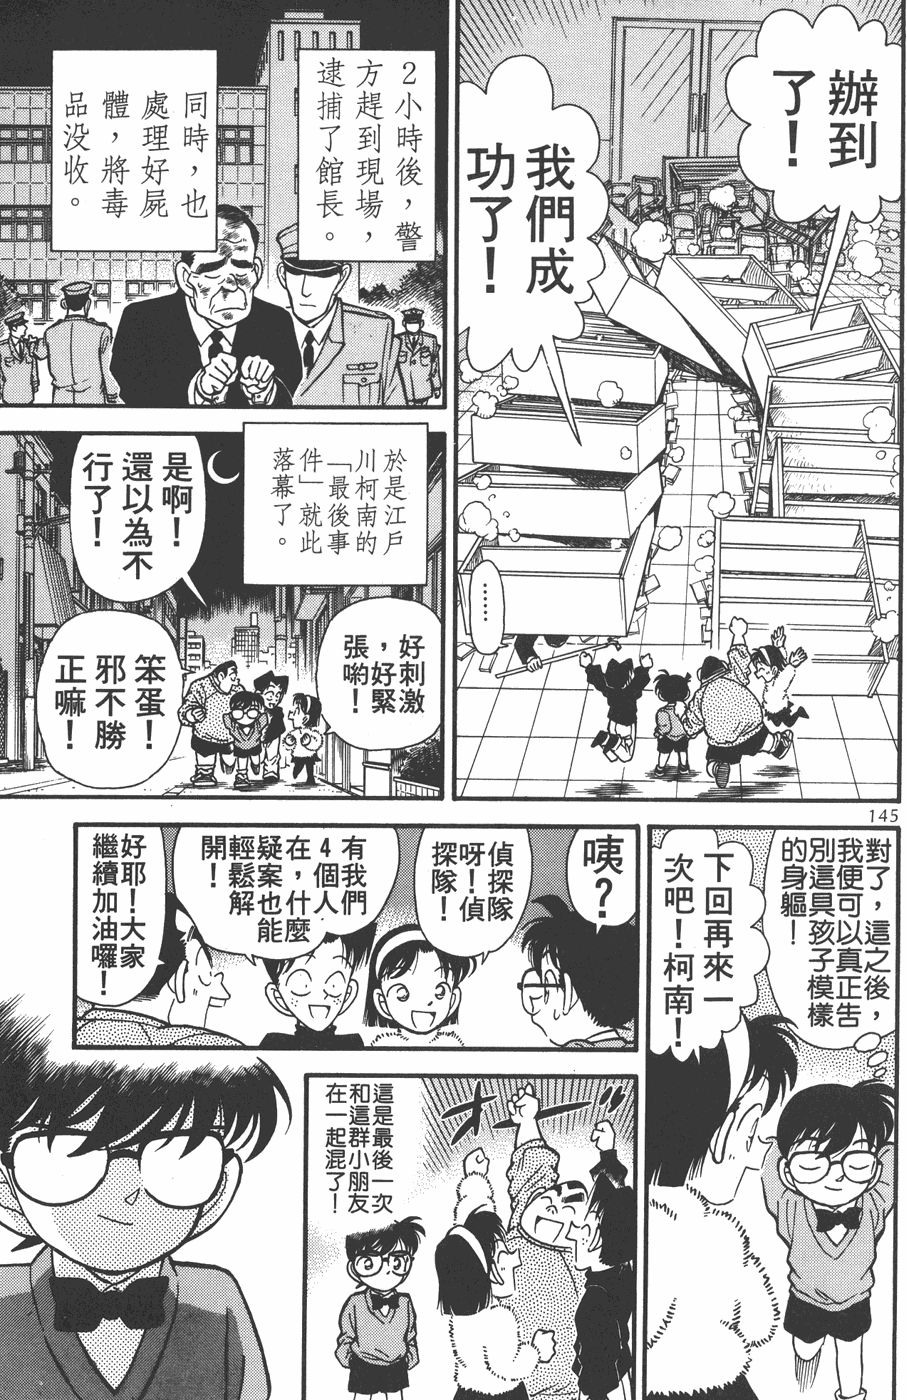 辦到
了！
我們成
功了！
……
２小時後，警
方趕到現場，
逮捕了館長。
同時，也
處理好屍
體，將毒
品沒收。
於是江戶
川柯南的
「最後事
件」就此
落幕了。
是啊！
還以為不
行了！
好刺激
，好緊
張喲！
笨蛋！
邪不勝
正嘛！
145
對了，這之後，
我便可以真正告
別這具孩子模樣
的身軀！
下回再來一
次吧！柯南！
咦？
偵探隊
呀！偵
探隊！
有我們
４個人
在，什麼
疑案也能
輕鬆解
開！
好耶！大家
繼續加油囉！
這是最後一次
和這群小朋友
在一起混了！